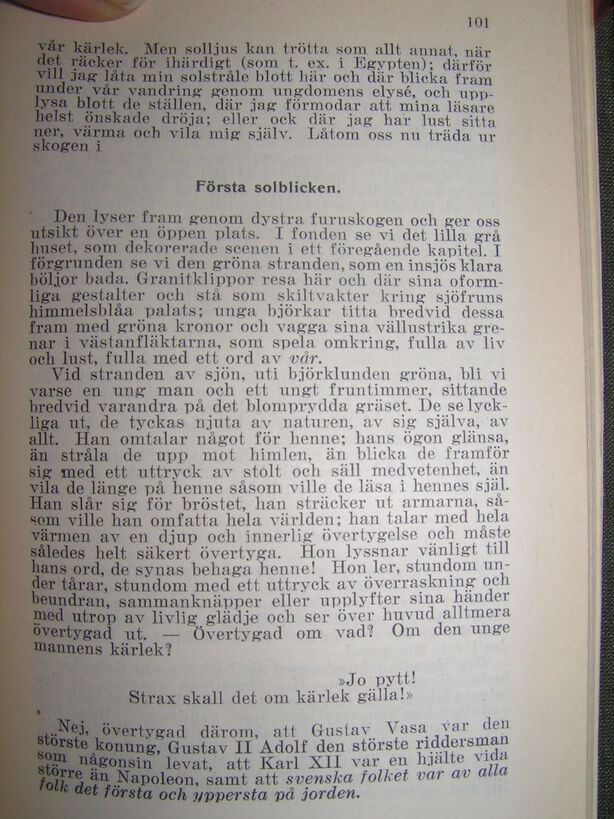 101
vår kärlek. Men solljus kan trötta som allt annat, när
det räcker för ihärdigt (som t. ex. i Egypten); därför
vill jag låta min solstråle blott här och där blicka fram
under vår vandring genom ungdomens elysé, och upp-
lysa blott de ställen, där jag förmodar att mina läsare
helst önskade dröja; eller ock där jag har lust sitta
ner, värma och vila mig själv. Låtom oss nu träda ur
skogen i
Första solblicken.
Den lyser fram genom dystra furuskogen och ger oss
utsikt över en öppen plats. I fonden se vi det lilla grå
huset, som dekorerade scenen i ett föregående kapitel. I
förgrunden se vi den gröna stranden, som en insjös klara
böljor bada. Granitklippor resa här och där sina oform-
liga gestalter och stå som skiltvakter kring sjöfruns
himmelsblåa palats; unga björkar titta bredvid dessa
fram med gröna kronor och vagga sina vällustrika gre-
nar i västanfläktarna, som spela omkring, fulla av liv
och lust, fulla med ett ord av vår.
Vid stranden av sjön, uti björklunden gröna, bli vi
varse en ung man och ett ungt fruntimmer, sittande
bredvid varandra på det blomprydda gräset. De se lyck-
liga ut, de tyckas njuta av naturen, av sig själva, av
allt. Han omtalar något för henne; hans ögon glänsa,
än stråla de upp mot himlen, än blicka de framför
sig med ett uttryck av stolt och säll medvetenhet, än
vila de länge på henne såsom ville de läsa i hennes själ.
Han slår sig för bröstet, han sträcker ut armarna, så-
som ville han omfatta hela världen; han talar med hela
värmen av en djup och innerlig övertygelse och måste
således helt säkert övertyga. Hon lyssnar vänligt till
hans ord, de synas behaga henne! Hon ler, stundom un-
der tårar, stundom med ett uttryck av överraskning och
beundran, sammanknäpper eller upplyfter sina händer
med utrop av livlig glädje och ser över huvud alltmera
övertygad ut. — Övertygad om vad? Om den unge
mannens kärlek?
»Jo pytt!
Strax skall det om kärlek gälla!»
Nej, övertygad därom, att Gustav Vasa var den
största konung, Gustav II Adolf den störste riddersman
som någonsin levat, att Karl XII var en hjälte vida
större än Napoleon, samt att svenska folket var av alla
folk det första och yppersta på jorden.